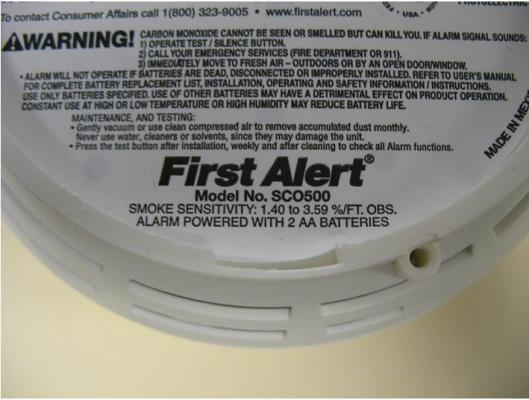 To contact Consumer Affairs call 1(800) 323-9005 • www.firstalert.com
USA
PHOTOELECTRI
WARNING! CARBON MONOXIDE CANNOT BE SEEN OR SMELLED BUT CAN KILL YOU. IF ALARM SIGNAL SOUNDS:
1) OPERATE TEST / SILENCE BUTTON.
2) CALL YOUR EMERGENCY SERVICES (FIRE DEPARTMENT OR 911).
3) IMMEDIATELY MOVE TO FRESH AIR – OUTDOORS OR BY AN OPEN DOOR/WINDOW.
• ALARM WILL NOT OPERATE IF BATTERIES ARE DEAD, DISCONNECTED OR IMPROPERLY INSTALLED. REFER TO USER'S MANUAL
FOR COMPLETE BATTERY REPLACEMENT LIST, INSTALLATION, OPERATING AND SAFETY INFORMATION / INSTRUCTIONS.
USE ONLY BATTERIES SPECIFIED. USE OF OTHER BATTERIES MAY HAVE A DETRIMENTAL EFFECT ON PRODUCT OPERATION.
CONSTANT USE AT HIGH OR LOW TEMPERATURE OR HIGH HUMIDITY MAY REDUCE BATTERY LIFE.
MAINTENANCE, AND TESTING:
• Gently vacuum or use clean compressed air to remove accumulated dust monthly.
Never use water, cleaners or solvents, since they may damage the unit.
• Press the test button after installation, weekly and after cleaning to check all Alarm functions.
MADE IN MEX
First Alert®
Model No. SCO500
SMOKE SENSITIVITY: 1.40 to 3.59 %/FT. OBS.
ALARM POWERED WITH 2 AA BATTERIES